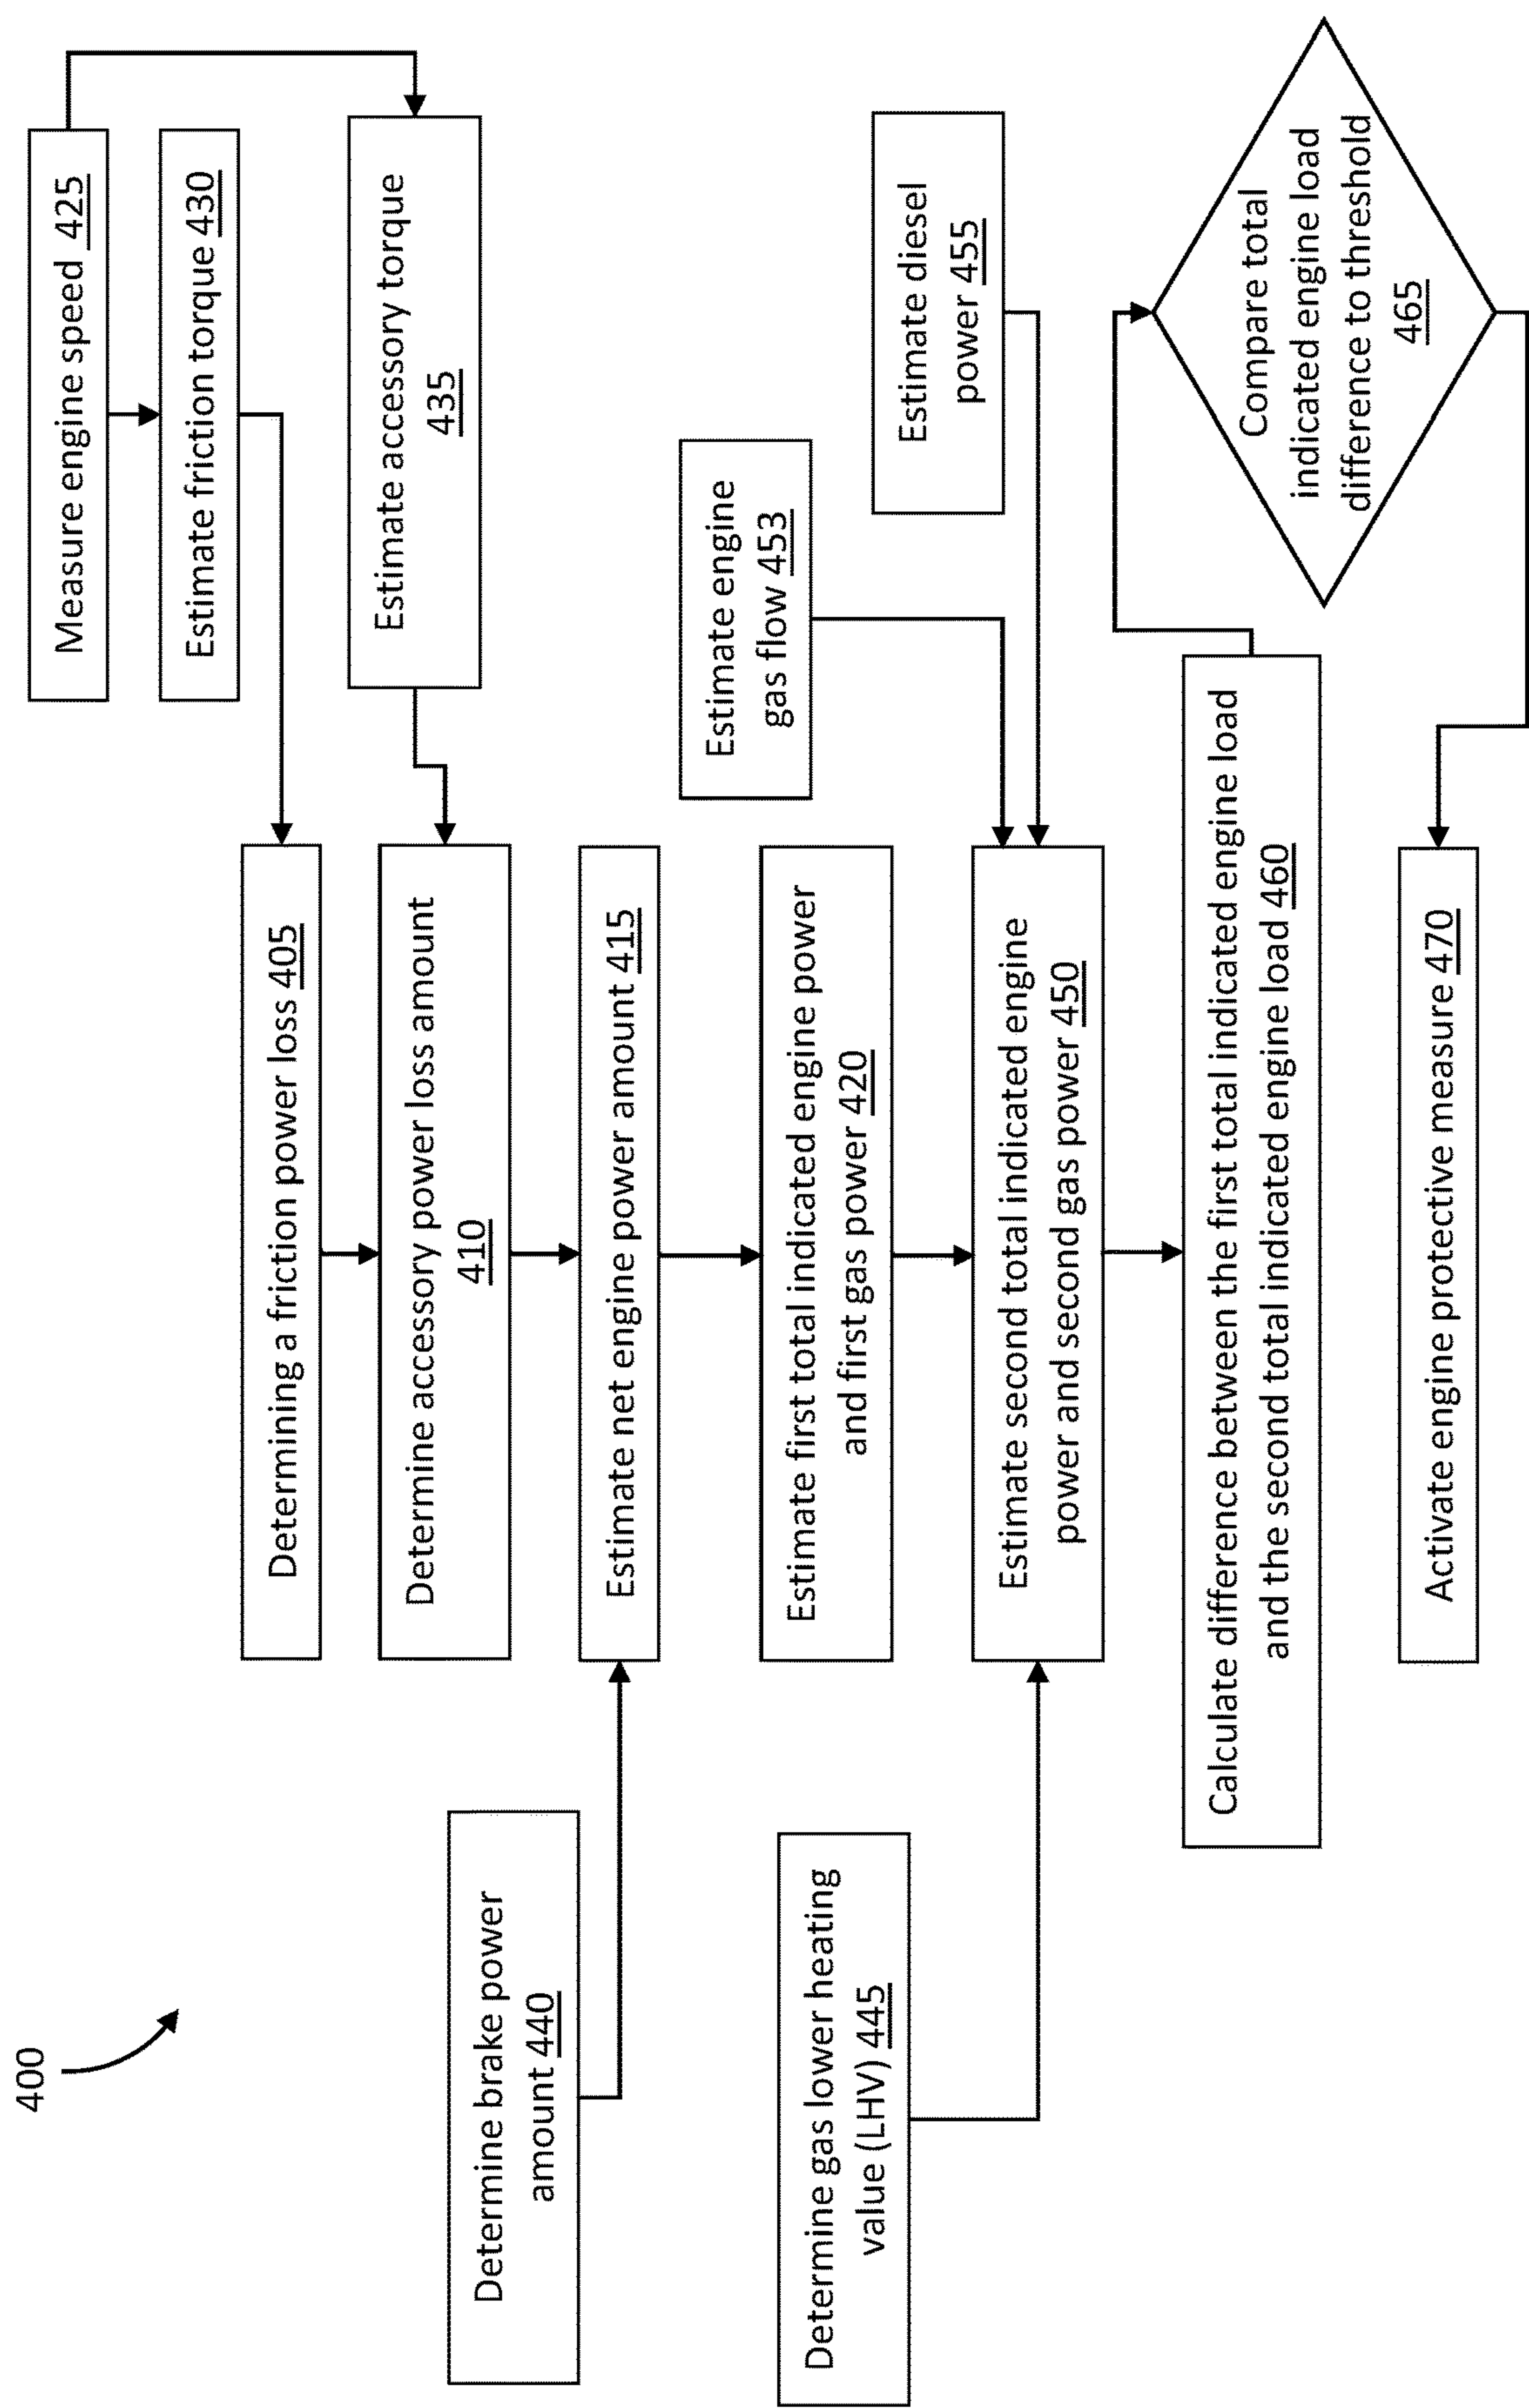 400
Measure engine speed 425
Estimate friction torque 430
Determining a friction power loss 405
Estimate accessory torque
435
Determine accessory power loss amount
410
Determine brake power
amount 440
Estimate net engine power amount 415
Estimate engine
gas flow 453
Estimate first total indicated engine power
and first gas power 420
Determine gas lower heating
value (LHV) 445
Estimate diesel
power 455
Estimate second total indicated engine
power and second gas power 450
Calculate difference between the first total indicated engine load
and the second total indicated engine load 460
Compare total
indicated engine load
difference to threshold
465
Activate engine protective measure 470